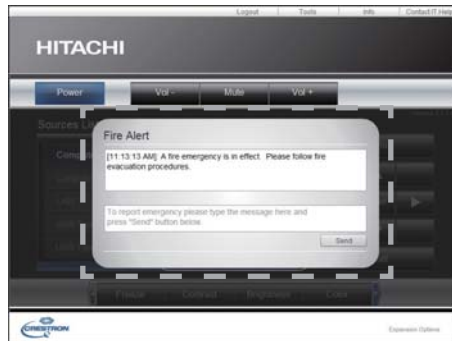 Logout Tools Info Contact IT Help
HITACHI
Power Vol - Mute Vol +
Sources List
Fire Alert
[11:13:13 AM]: A fire emergency is in effect. Please follow fire
evacuation procedures.
To report emergency please type the message here and
press "Send" button below.
Send
Freeze Contrast Brightness Color
CRESTRON
Expansion Options